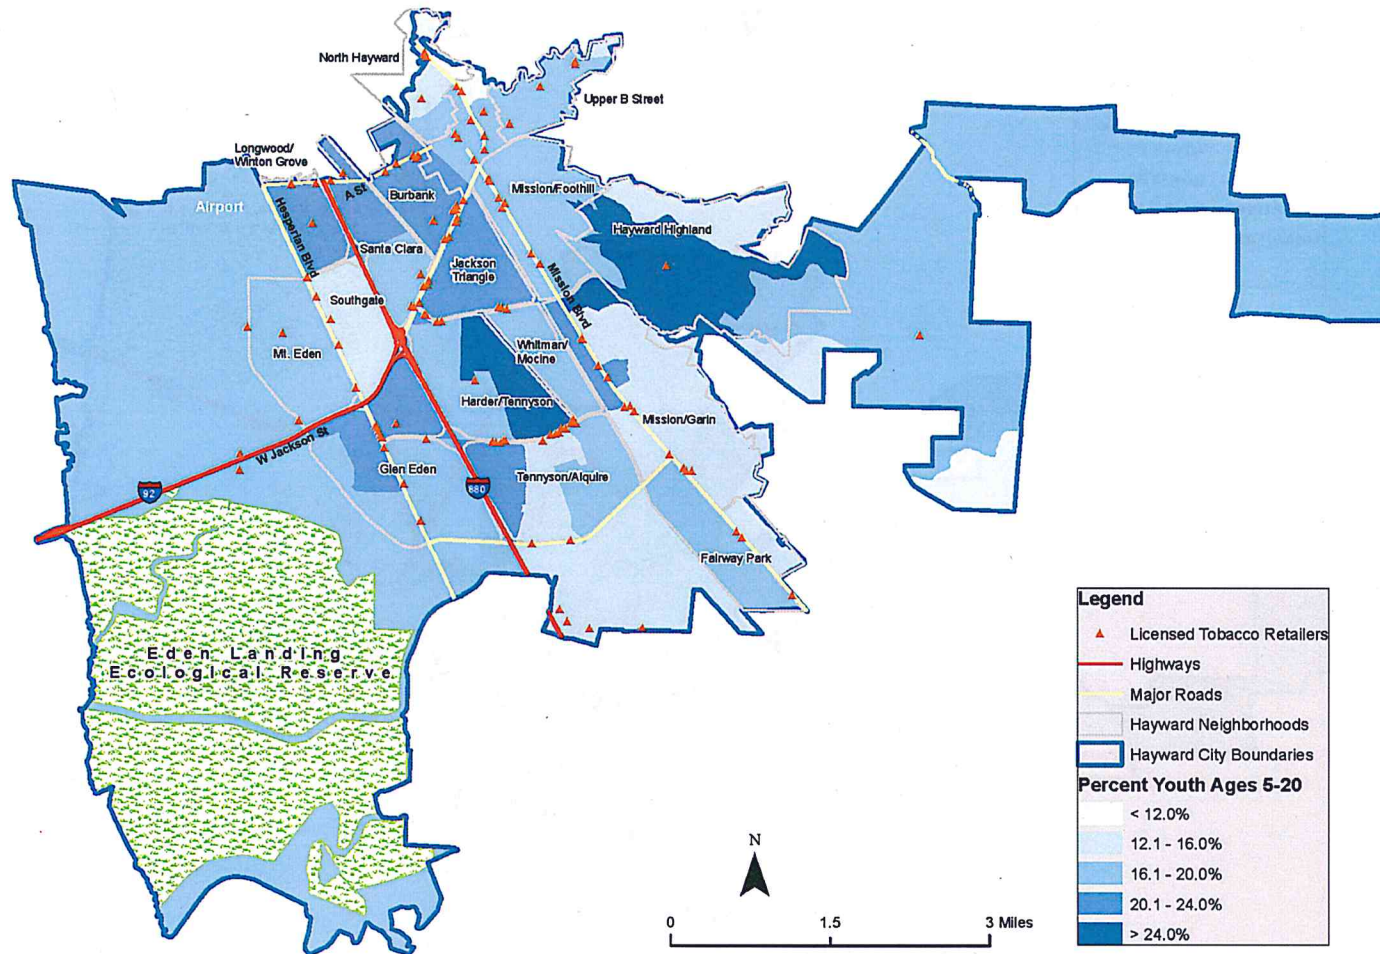 North Hayward
Upper B Street
Longwood/
Winton Grove
A St
Burbank
Mission/Foothill
Airport
Hesperian Blvd
Hayward Highland
Santa Clara
Jackson
Triangle
Mission Blvd
Southgate
Whitman/
Mocine
Mt. Eden
Harder/Tennyson
Mission/Garin
W Jackson St
Glen Eden
Tennyson/Alquire
92
880
Fairway Park
Eden Landing
Ecological Reserve
Legend
Licensed Tobacco Retailers
Highways
Major Roads
Hayward Neighborhoods
Hayward City Boundaries
Percent Youth Ages 5-20
< 12.0%
12.1 - 16.0%
16.1 - 20.0%
20.1 - 24.0%
> 24.0%
N
0 1.5 3 Miles